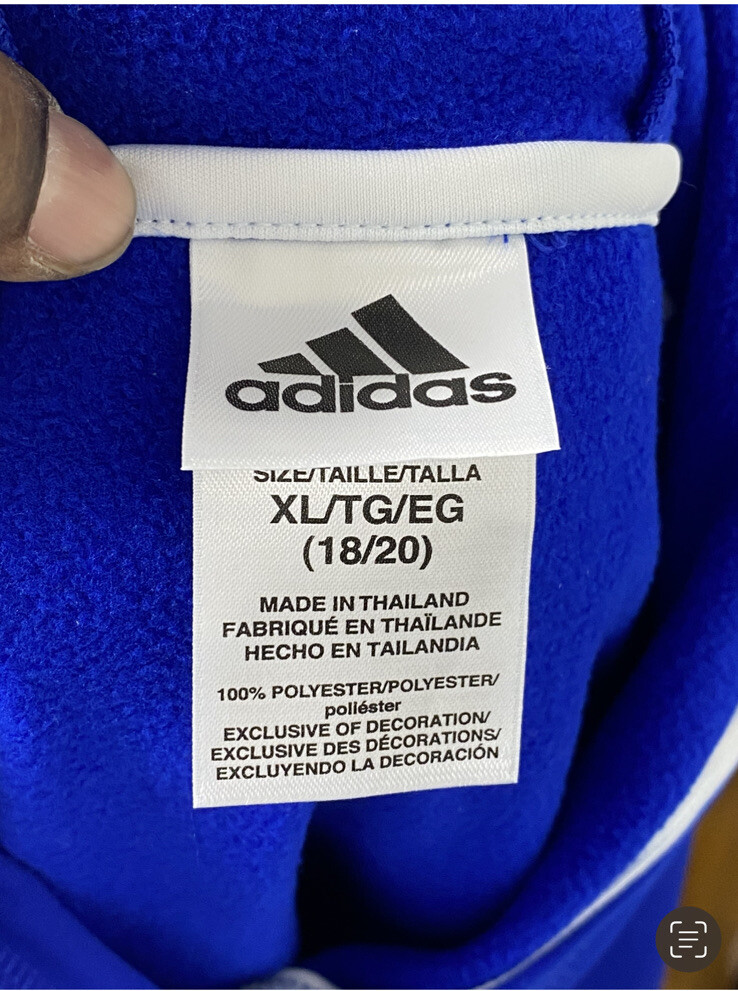 adidas
SIZE/TAILLE/TALLA
XL/TG/EG
(18/20)
MADE IN THAILAND
FABRIQUÉ EN THAÏLANDE
HECHO EN TAILANDIA
100% POLYESTER/POLYESTER/
poliéster
EXCLUSIVE OF DECORATION/
EXCLUSIVE DES DÉCORATIONS/
EXCLUYENDO LA DECORACIÓN